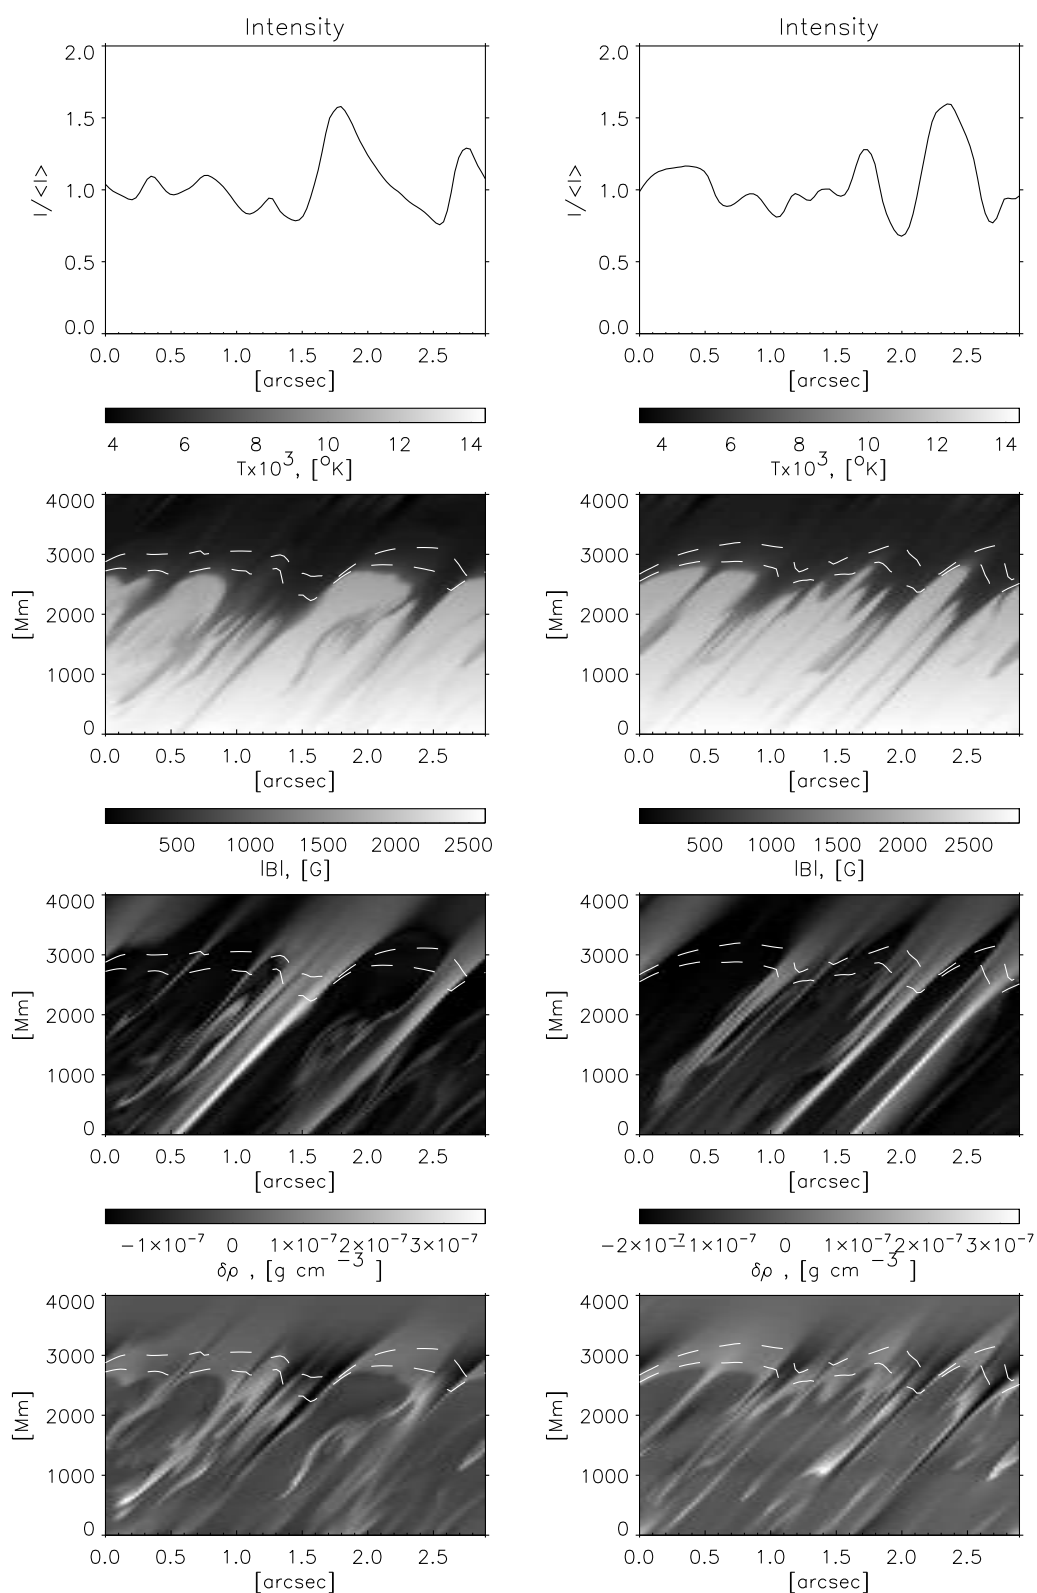 Intensity Intensity
2.0 2.0
1.5 1.5
I/<I> 1.0 I/<I> 1.0
0.5 0.5
0.0 0.0
0.0 0.5 1.0 1.5 2.0 2.5 0.0 0.5 1.0 1.5 2.0 2.5
[arcsec] [arcsec]
4 6 8 10 12 14 4 6 8 10 12 14
Tx10³, [°K] Tx10³, [°K]
4000 4000
3000 3000
[Mm] 2000 [Mm] 2000
1000 1000
0 0
0.0 0.5 1.0 1.5 2.0 2.5 0.0 0.5 1.0 1.5 2.0 2.5
[arcsec] [arcsec]
500 1000 1500 2000 2500 500 1000 1500 2000 2500
|B|, [G] |B|, [G]
4000 4000
3000 3000
[Mm] 2000 [Mm] 2000
1000 1000
0 0
0.0 0.5 1.0 1.5 2.0 2.5 0.0 0.5 1.0 1.5 2.0 2.5
[arcsec] [arcsec]
−1×10⁻⁷ 0 1×10⁻⁷ 2×10⁻⁷ 3×10⁻⁷ −2×10⁻⁷ −1×10⁻⁷ 0 1×10⁻⁷ 2×10⁻⁷ 3×10⁻⁷
δρ , [g cm ⁻³ ] δρ , [g cm ⁻³ ]
4000 4000
3000 3000
[Mm] 2000 [Mm] 2000
1000 1000
0 0
0.0 0.5 1.0 1.5 2.0 2.5 0.0 0.5 1.0 1.5 2.0 2.5
[arcsec] [arcsec]